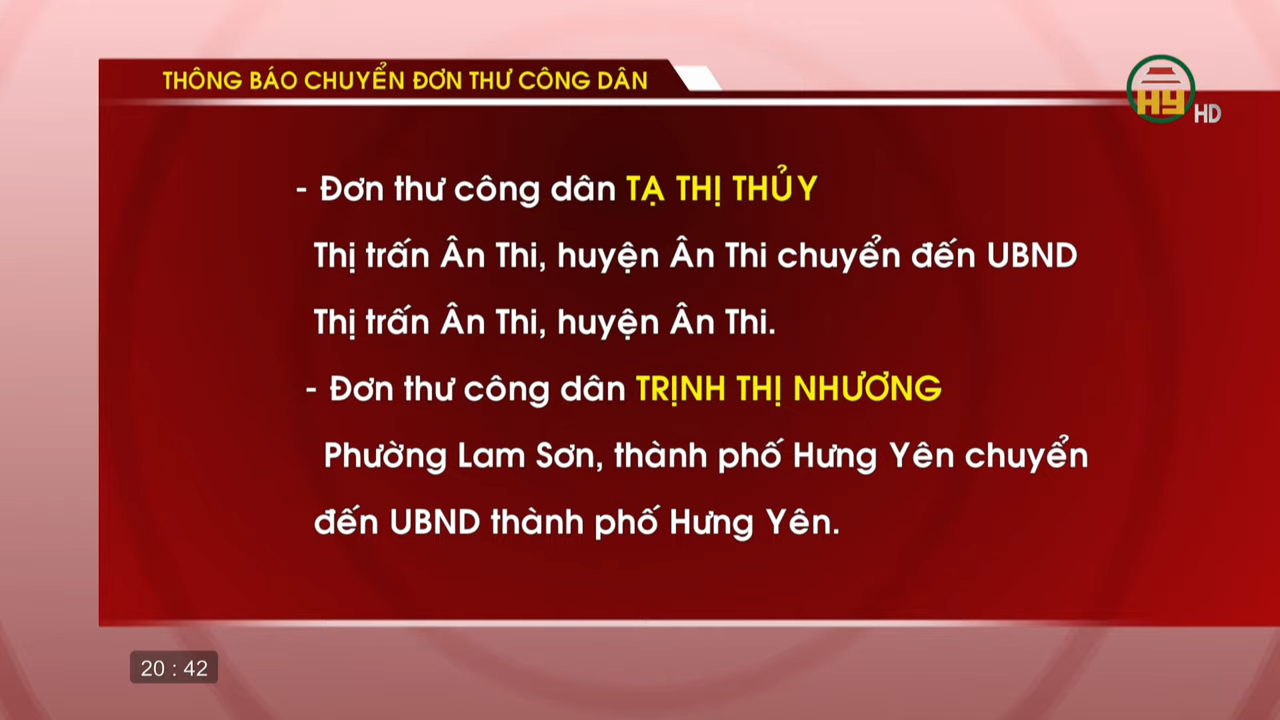 THÔNG BÁO CHUYỂN ĐƠN THƯ CÔNG DÂN
HY HD
- Đơn thư công dân TẠ THỊ THỦY
Thị trấn Ân Thi, huyện Ân Thi chuyển đến UBND
Thị trấn Ân Thi, huyện Ân Thi.
- Đơn thư công dân TRỊNH THỊ NHƯƠNG
Phường Lam Sơn, thành phố Hưng Yên chuyển
đến UBND thành phố Hưng Yên.
20 : 42